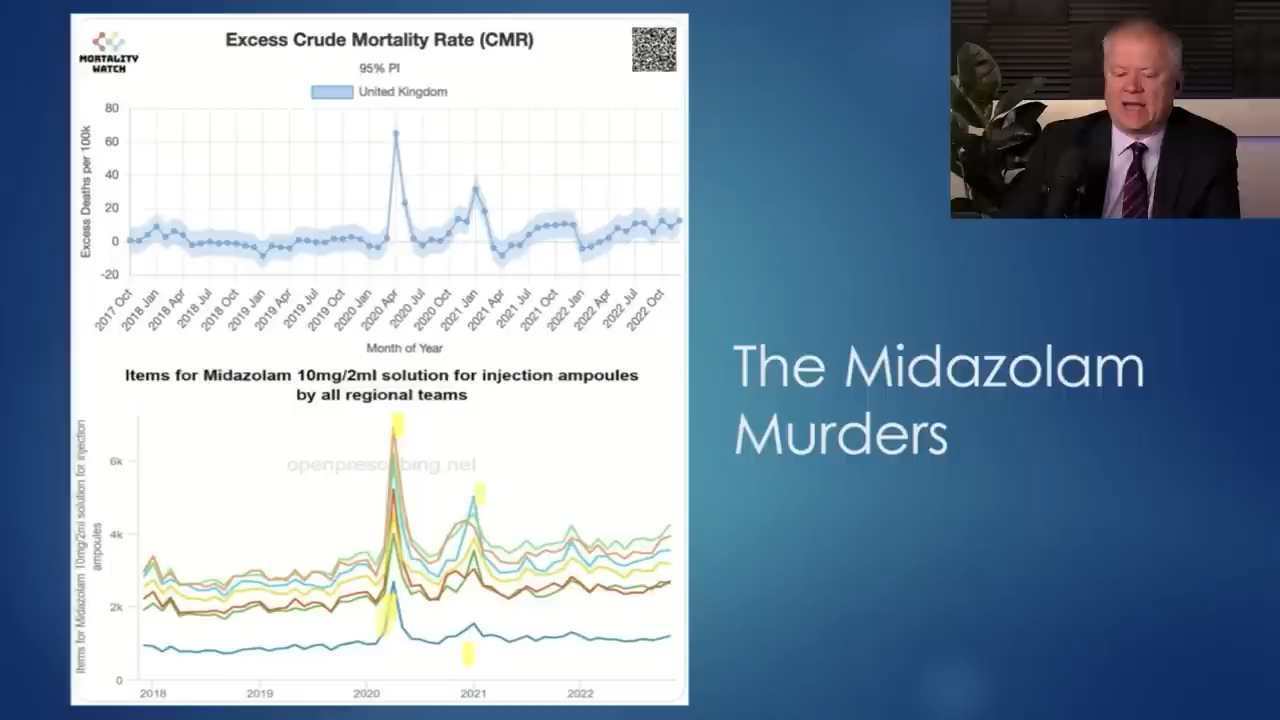 MORTALITY
WATCH
Excess Crude Mortality Rate (CMR)
95% PI
United Kingdom
Excess Deaths per 100k
80
60
40
20
0
-20
2017 Oct
2018 Jan
2018 Apr
2018 Jul
2018 Oct
2019 Jan
2019 Apr
2019 Jul
2019 Oct
2020 Jan
2020 Apr
2020 Jul
2020 Oct
2021 Jan
2021 Apr
2021 Jul
2021 Oct
2022 Jan
2022 Apr
2022 Jul
2022 Oct
Month of Year
Items for Midazolam 10mg/2ml solution for injection ampoules
by all regional teams
Items for Midazolam 10mg/2ml solution for injection
ampoules
openprescribing.net
6k
4k
2k
0
2018
2019
2020
2021
2022
The Midazolam
Murders